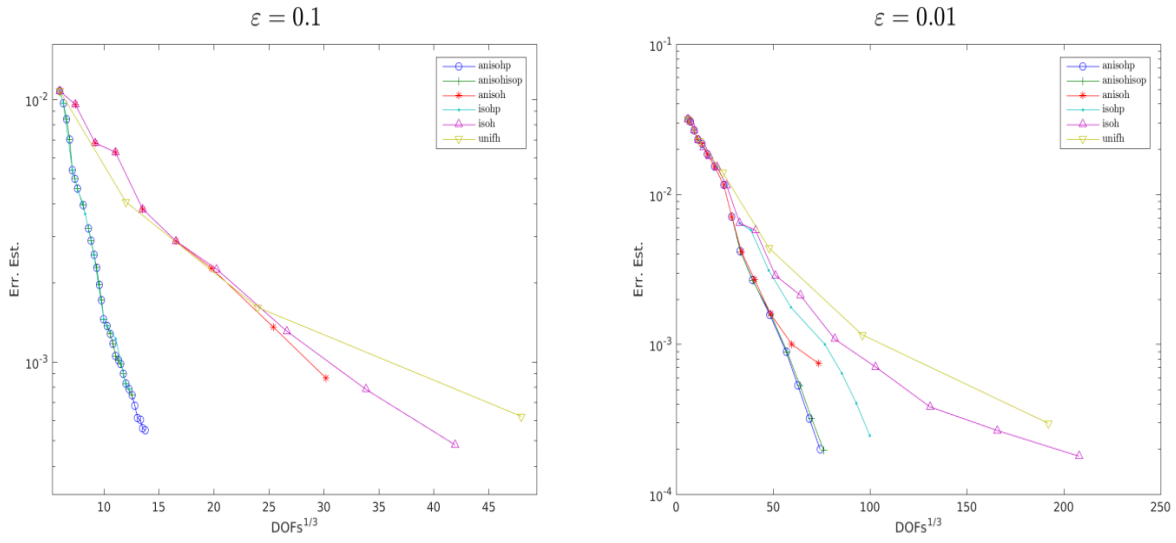 ε = 0.1
10⁻²
10⁻³
Err. Est.
10
15
20
25
30
35
40
45
DOFs^{1/3}
anisohp
anisohisop
anisoh
isohp
isoh
unifh
ε = 0.01
10⁻¹
10⁻²
10⁻³
10⁻⁴
Err. Est.
0
50
100
150
200
250
DOFs^{1/3}
anisohp
anisohisop
anisoh
isohp
isoh
unifh